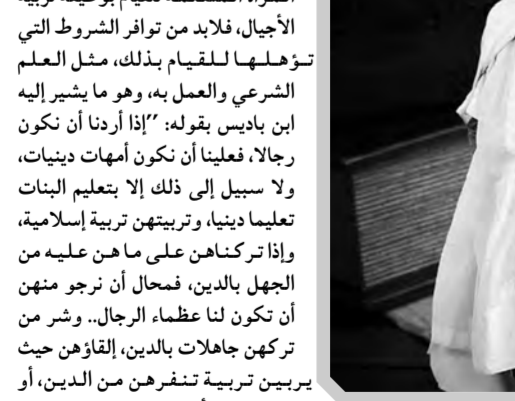 الأجيال، فلابد من توافر الشروط التي
تؤهلها للقيام بذلك، مثل العلم
الشرعي والعمل به، وهو ما يشير إليه
ابن باديس بقوله: ”إذا أردنا أن نكون
رجالا، فعلينا أن نكون أمهات دينيات،
ولا سبيل إلى ذلك إلا بتعليم البنات
تعليما دينيا، وتربيتهن تربية إسلامية،
وإذا تركناهن على ما هن عليه من
الجهل بالدين، فمحال أن نرجو منهن
أن تكون لنا عظماء الرجال.. وشر من
تركهن جاهلات بالدين، إلقاؤهن حيث
يربين تربية تنفرهن من الدين، أو